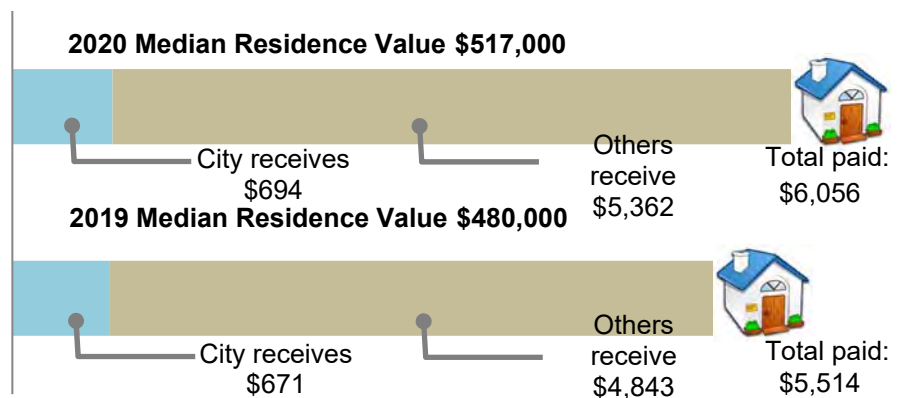 2020 Median Residence Value $517,000
City receives
$694
Others
receive
$5,362
Total paid:
$6,056
2019 Median Residence Value $480,000
City receives
$671
Others
receive
$4,843
Total paid:
$5,514